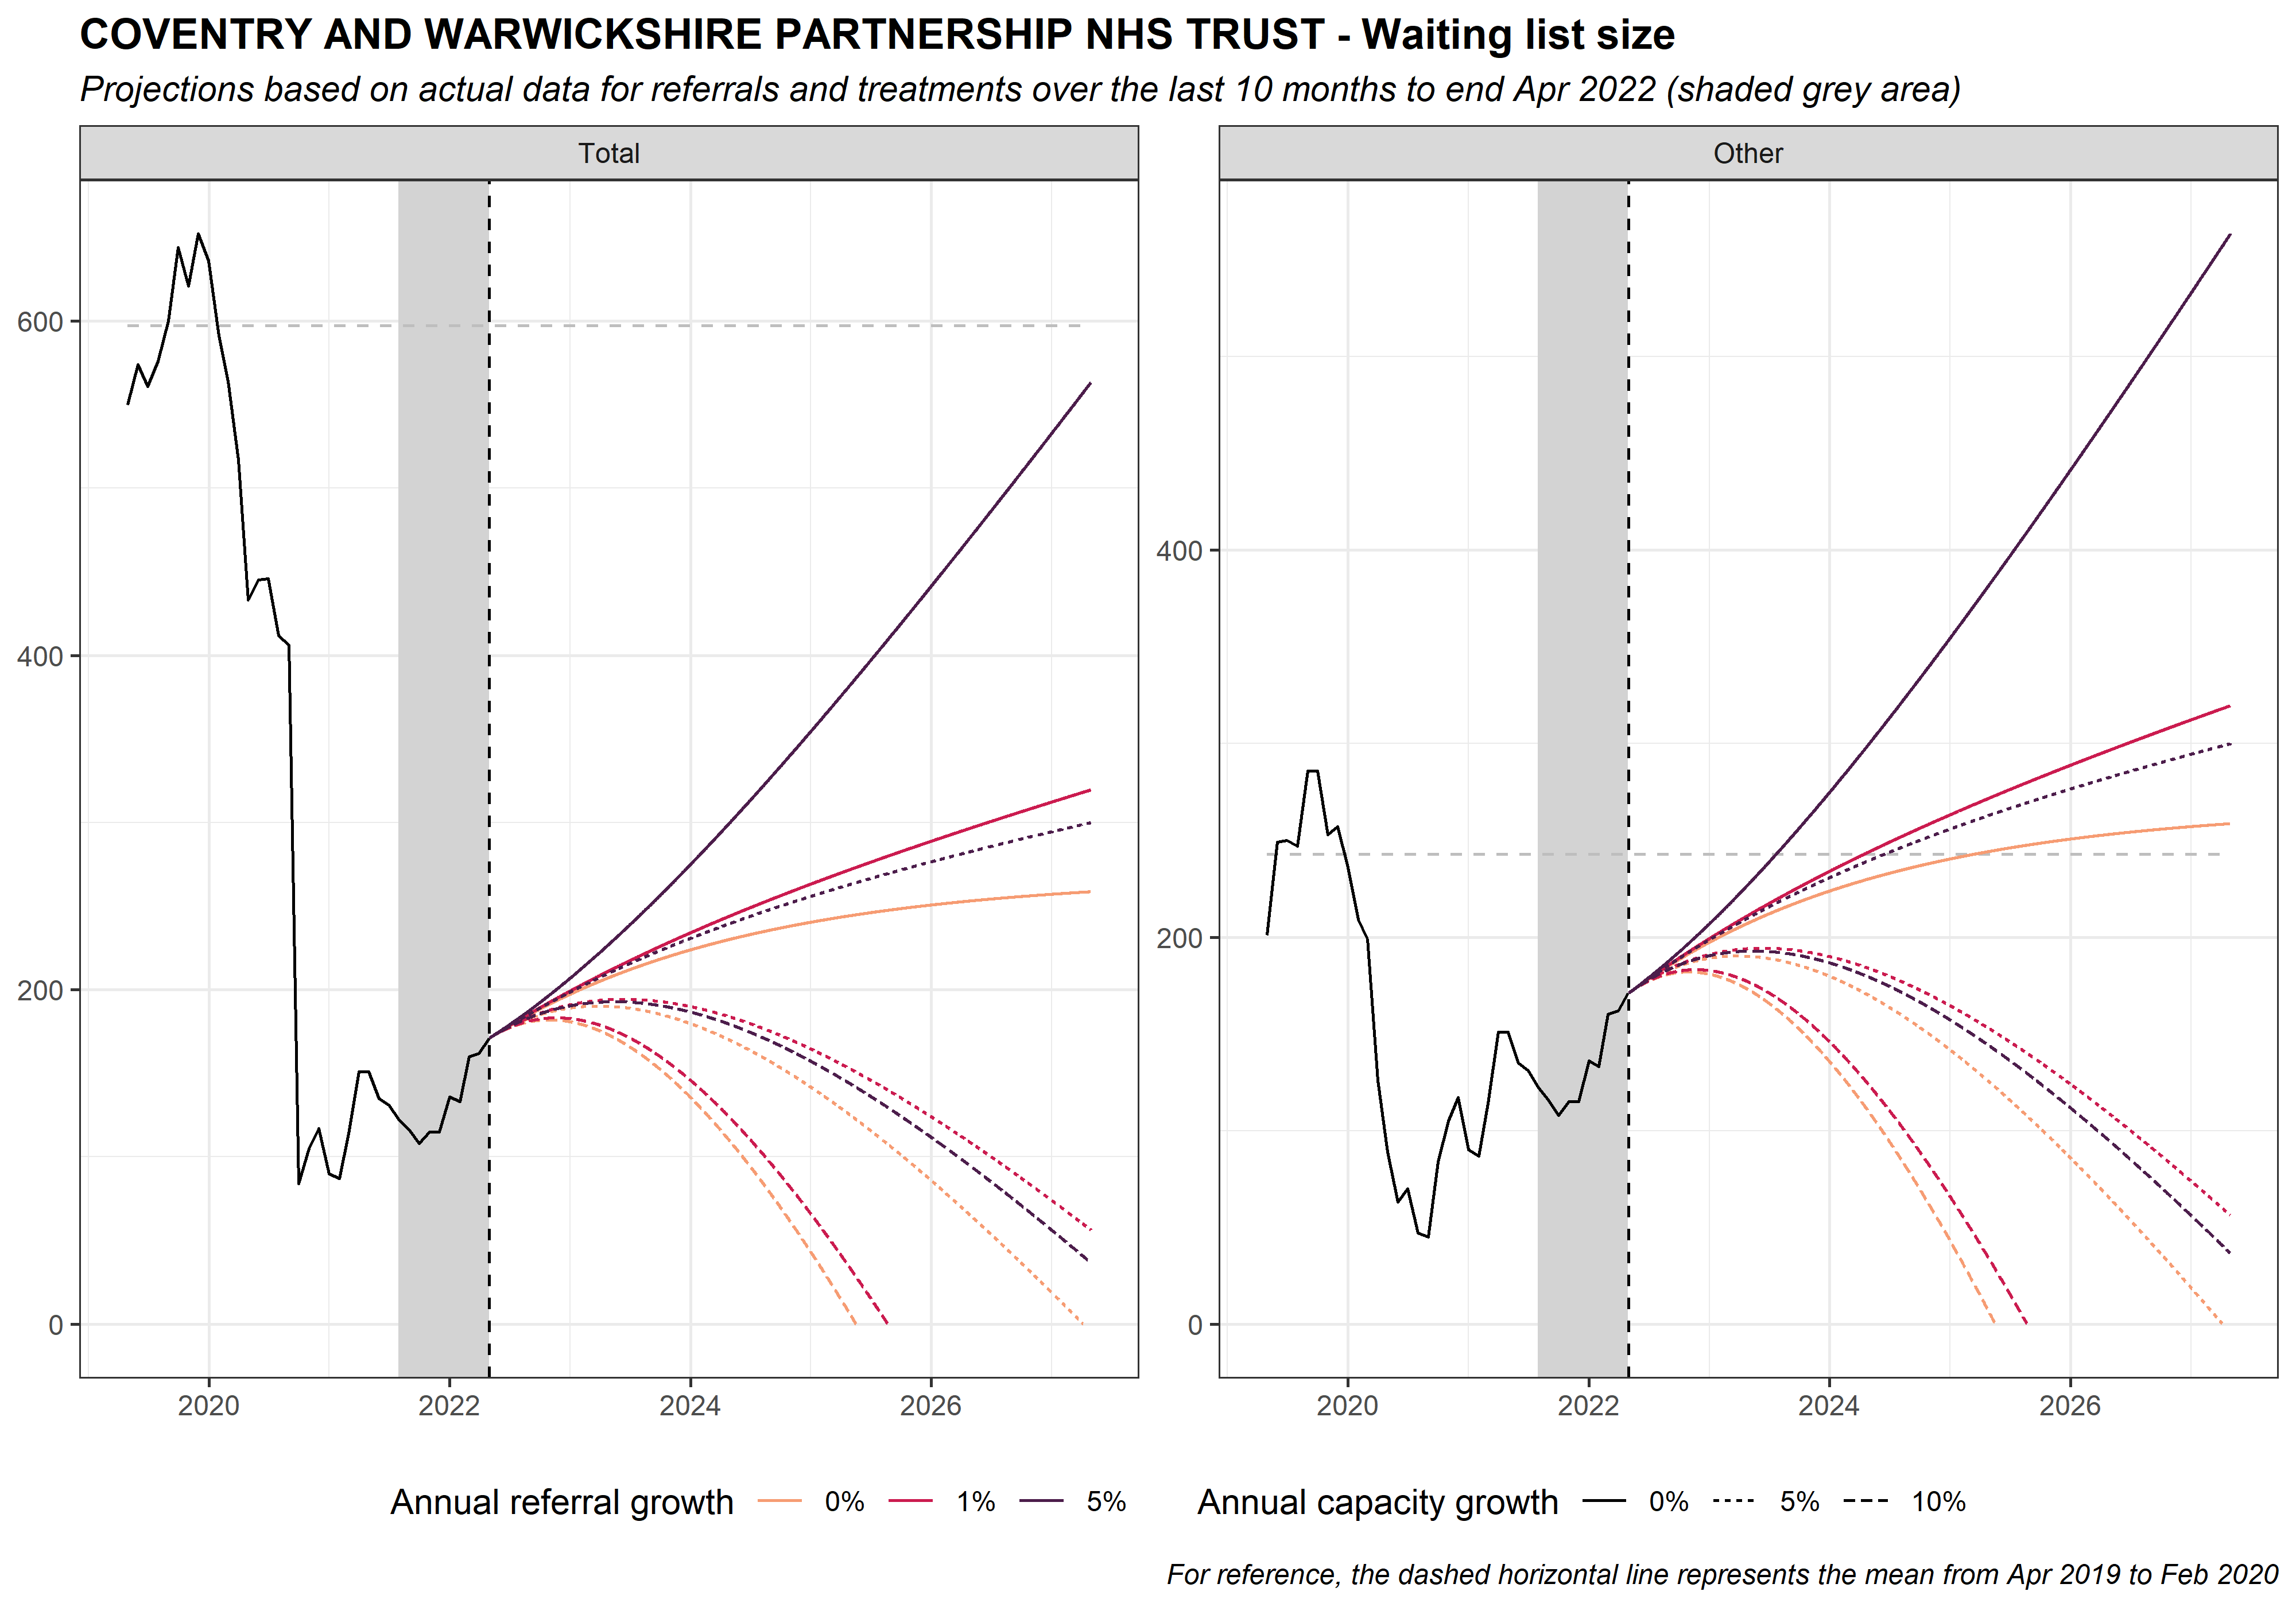 COVENTRY AND WARWICKSHIRE PARTNERSHIP NHS TRUST - Waiting list size
Projections based on actual data for referrals and treatments over the last 10 months to end Apr 2022 (shaded grey area)
Total
600
400
200
0
2020 2022 2024 2026
Other
400
200
0
2020 2022 2024 2026
Annual referral growth 0% 1% 5%
Annual capacity growth 0% 5% 10%
For reference, the dashed horizontal line represents the mean from Apr 2019 to Feb 2020